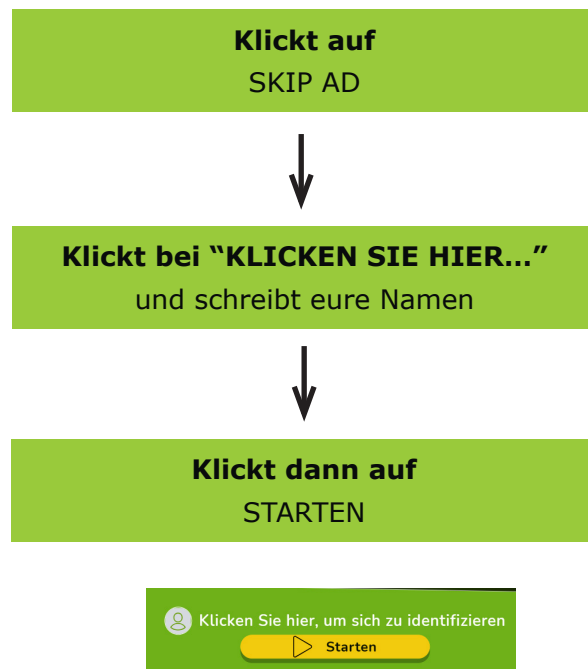 Klickt auf
SKIP AD
Klickt bei “KLICKEN SIE HIER...”
und schreibt eure Namen
Klickt dann auf
STARTEN
Klicken Sie hier, um sich zu identifizieren
Starten